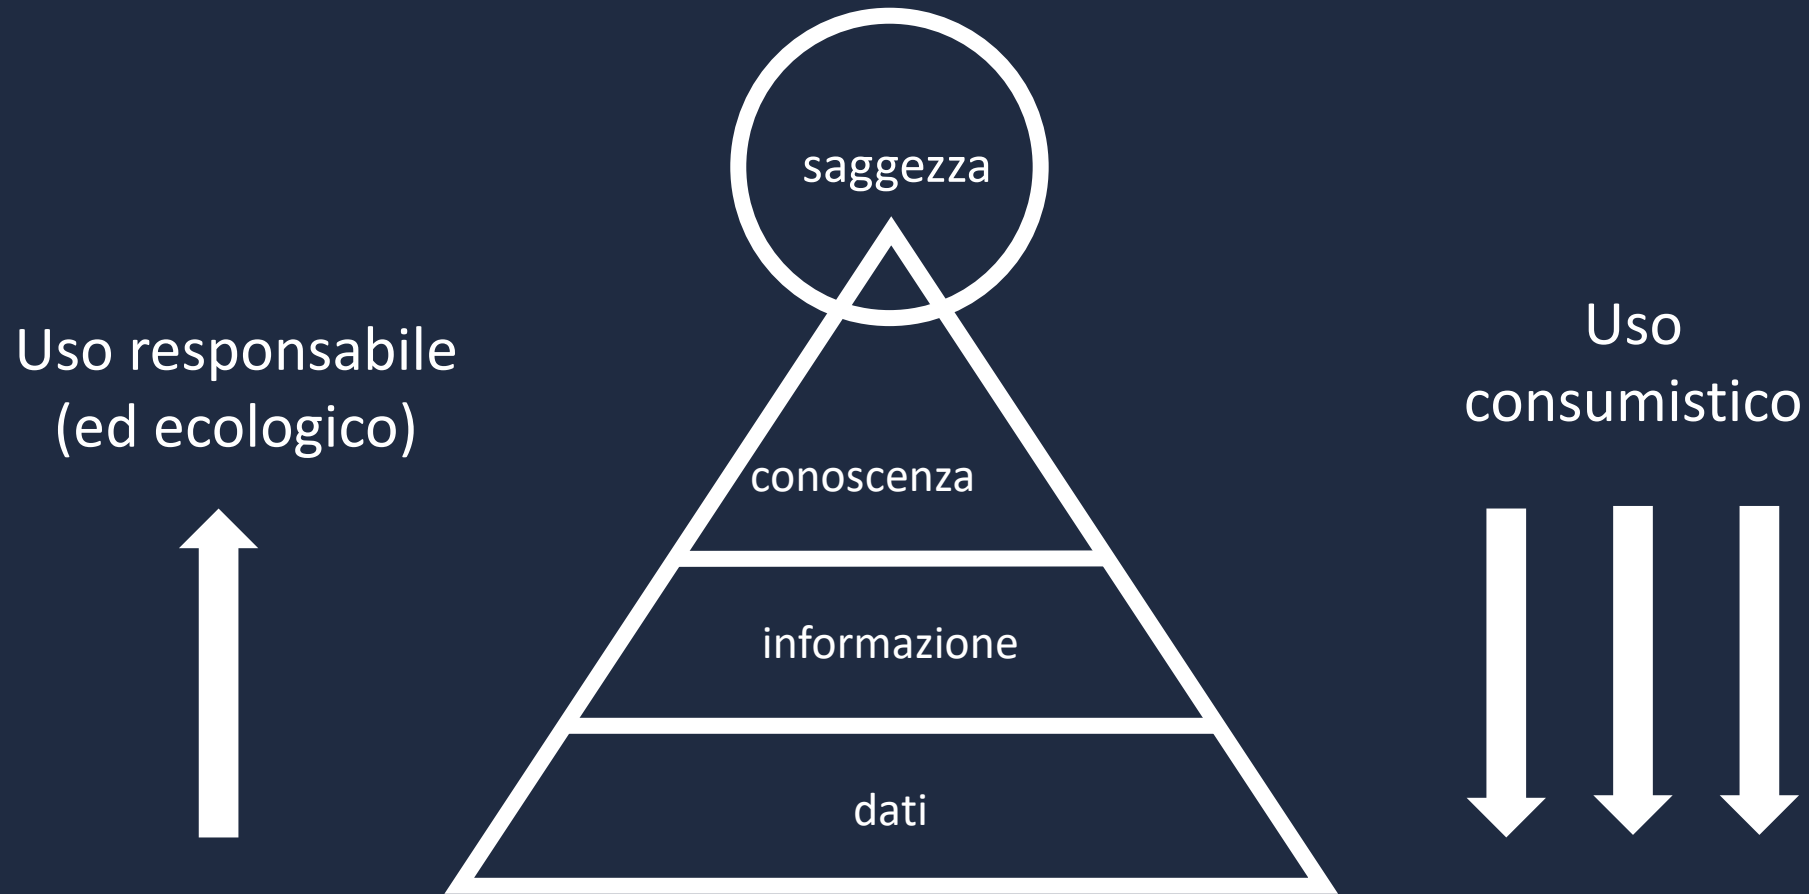 saggezza
Uso responsabile
(ed ecologico)
Uso
consumistico
conoscenza
informazione
dati